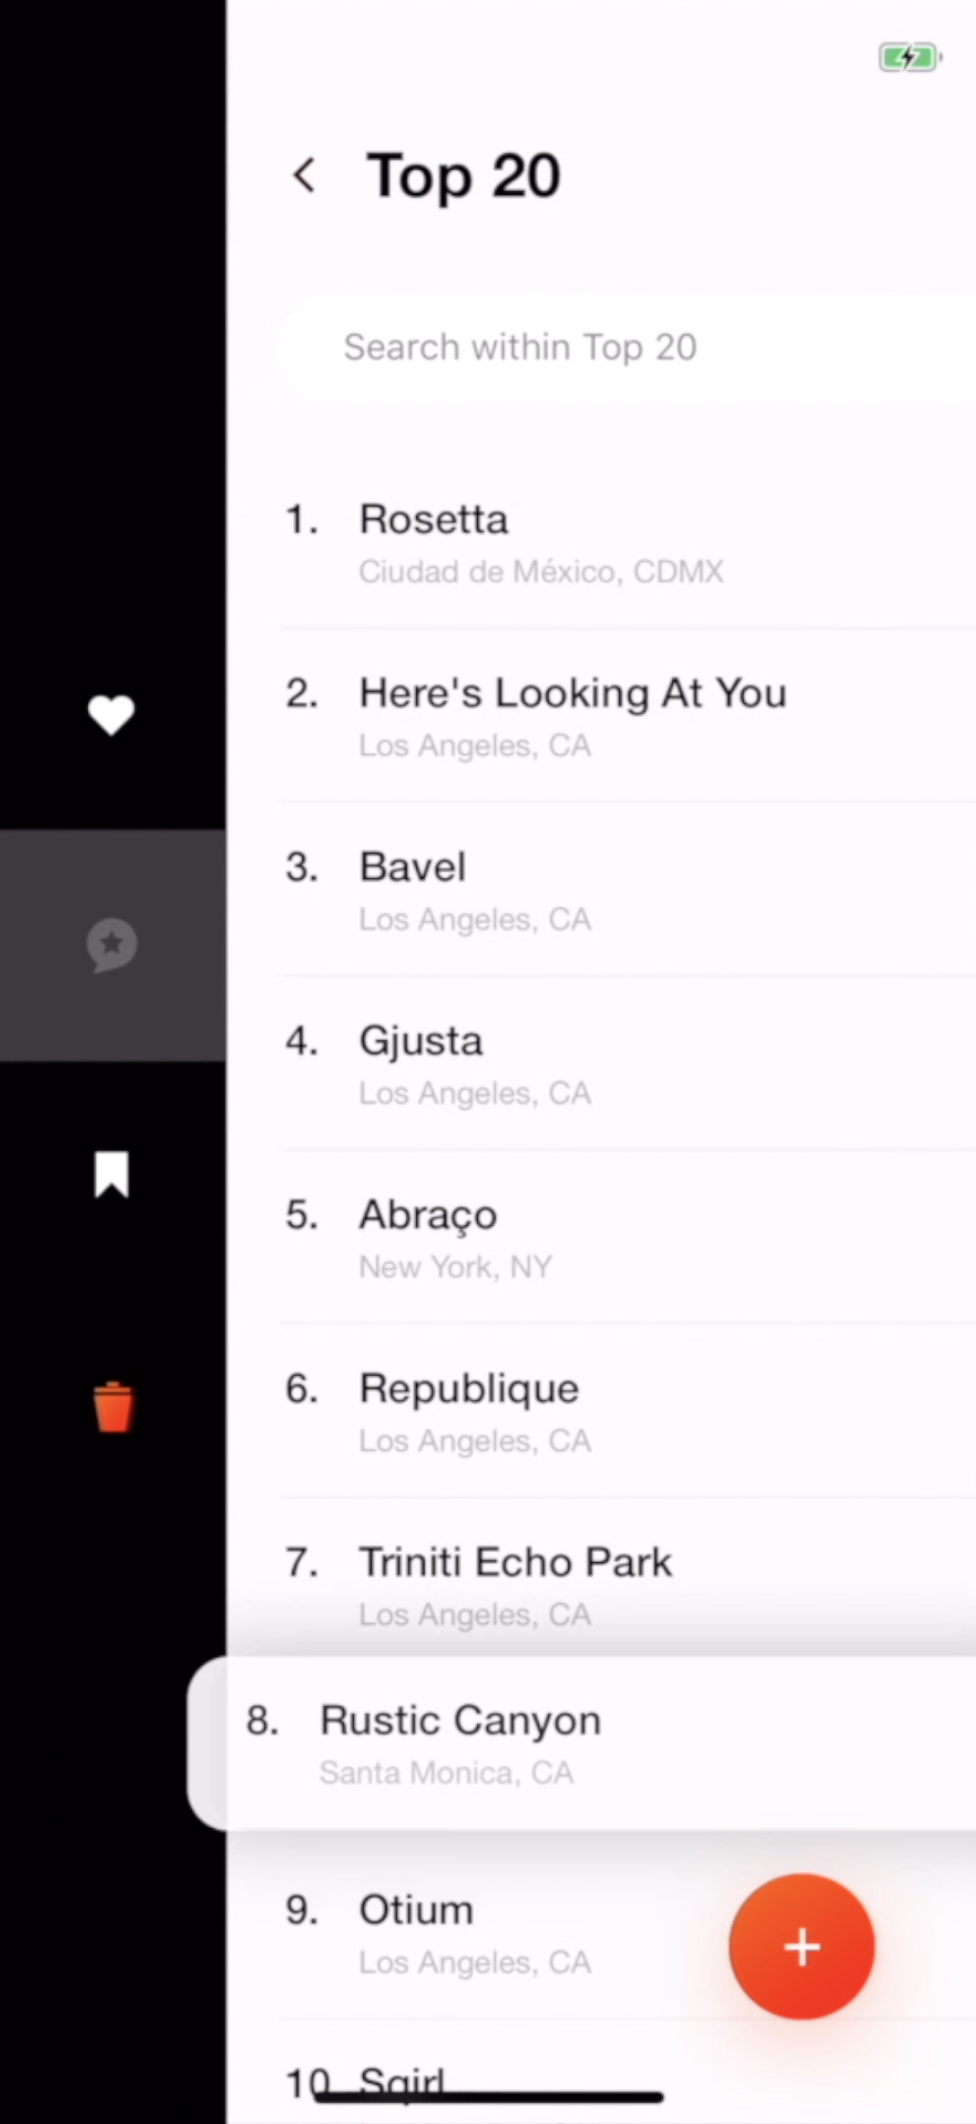 Top 20
Search within Top 20
1. Rosetta
Ciudad de México, CDMX
2. Here's Looking At You
Los Angeles, CA
3. Bavel
Los Angeles, CA
4. Gjusta
Los Angeles, CA
5. Abraço
New York, NY
6. Republique
Los Angeles, CA
7. Triniti Echo Park
Los Angeles, CA
8. Rustic Canyon
Santa Monica, CA
9. Otium
Los Angeles, CA
10. Sqirl